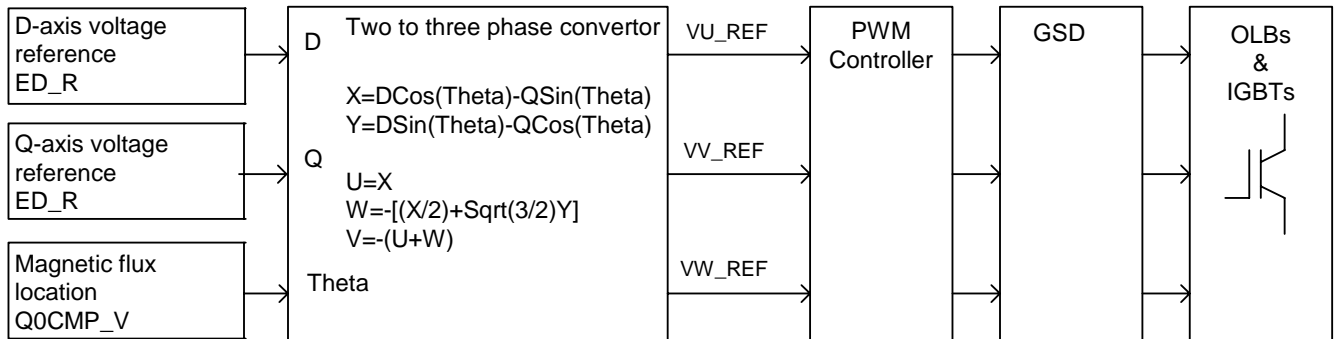 D-axis voltage
reference
ED_R
Q-axis voltage
reference
ED_R
Magnetic flux
location
Q0CMP_V
D
Two to three phase convertor
X=DCos(Theta)-QSin(Theta)
Y=DSin(Theta)-QCos(Theta)
Q
U=X
W=-[(X/2)+Sqrt(3/2)Y]
V=-(U+W)
Theta
VU_REF
VV_REF
VW_REF
PWM
Controller
GSD
OLBs
&
IGBTs